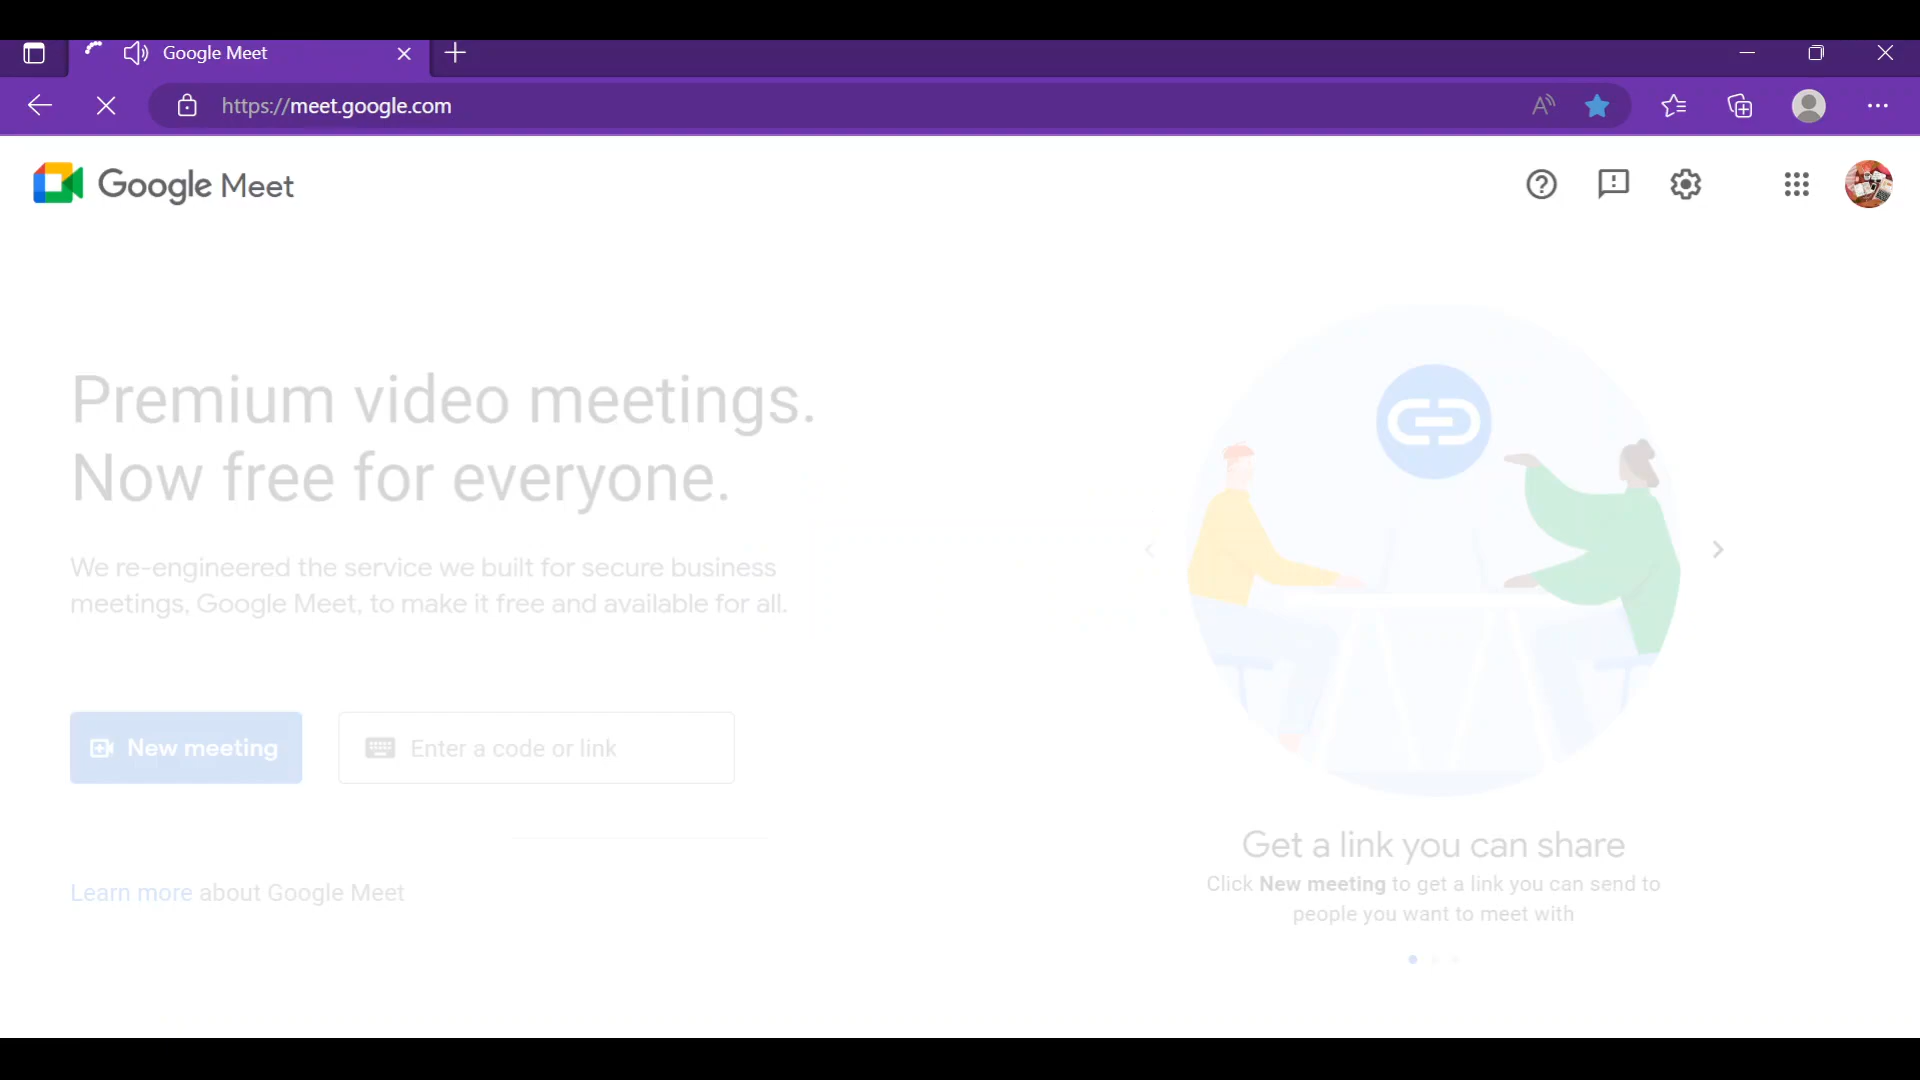 Google Meet
https://meet.google.com
Google Meet
Premium video meetings.
Now free for everyone.
We re-engineered the service we built for secure business
meetings, Google Meet, to make it free and available for all.
New meeting
Enter a code or link
Learn more about Google Meet
Get a link you can share
Click New meeting to get a link you can send to
people you want to meet with